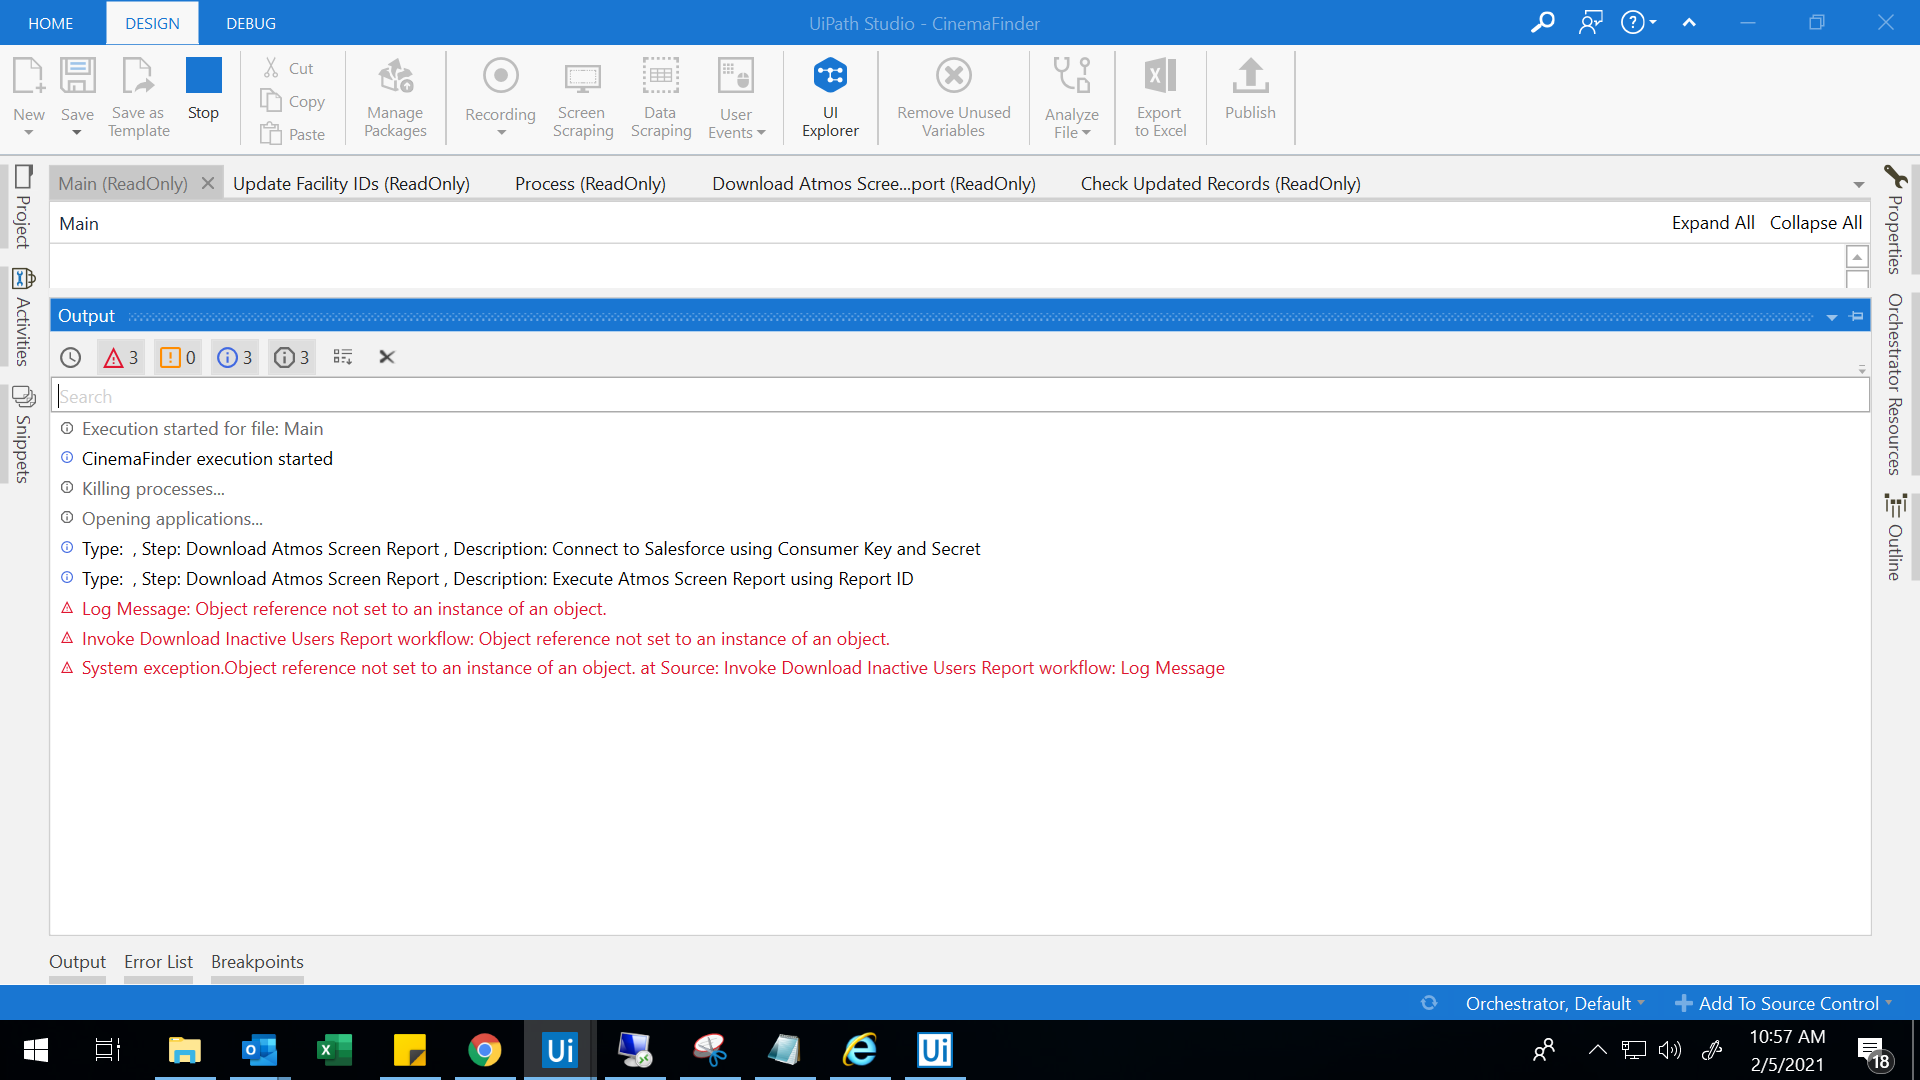 HOME DESIGN DEBUG UiPath Studio - CinemaFinder
New Save Save as Template Stop Cut Copy Paste Manage Packages Recording Screen Scraping Data Scraping User Events UI Explorer Remove Unused Variables Analyze File Export to Excel Publish
Project
Activities
Snippets
Main (ReadOnly) Update Facility IDs (ReadOnly) Process (ReadOnly) Download Atmos Scree...port (ReadOnly) Check Updated Records (ReadOnly)
Main Expand All Collapse All
Output
3 0 3 3
Search
Execution started for file: Main
CinemaFinder execution started
Killing processes...
Opening applications...
Type:  , Step: Download Atmos Screen Report , Description: Connect to Salesforce using Consumer Key and Secret
Type:  , Step: Download Atmos Screen Report , Description: Execute Atmos Screen Report using Report ID
Log Message: Object reference not set to an instance of an object.
Invoke Download Inactive Users Report workflow: Object reference not set to an instance of an object.
System exception.Object reference not set to an instance of an object. at Source: Invoke Download Inactive Users Report workflow: Log Message
Properties
Orchestrator Resources
Outline
Output Error List Breakpoints
Orchestrator, Default Add To Source Control
Ui Ui
10:57 AM
2/5/2021
18